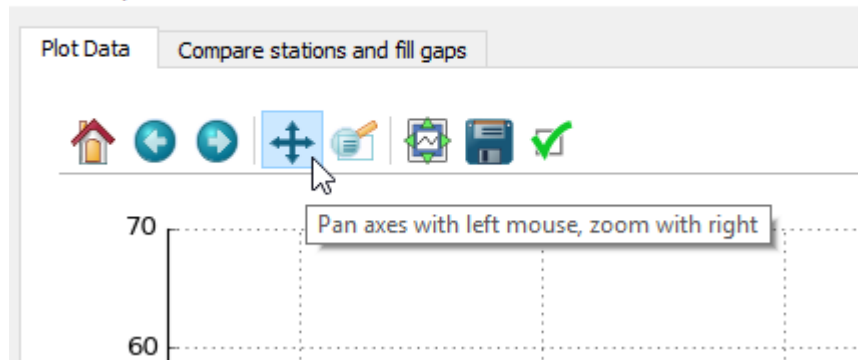 Plot Data
Compare stations and fill gaps
Pan axes with left mouse, zoom with right
70
60